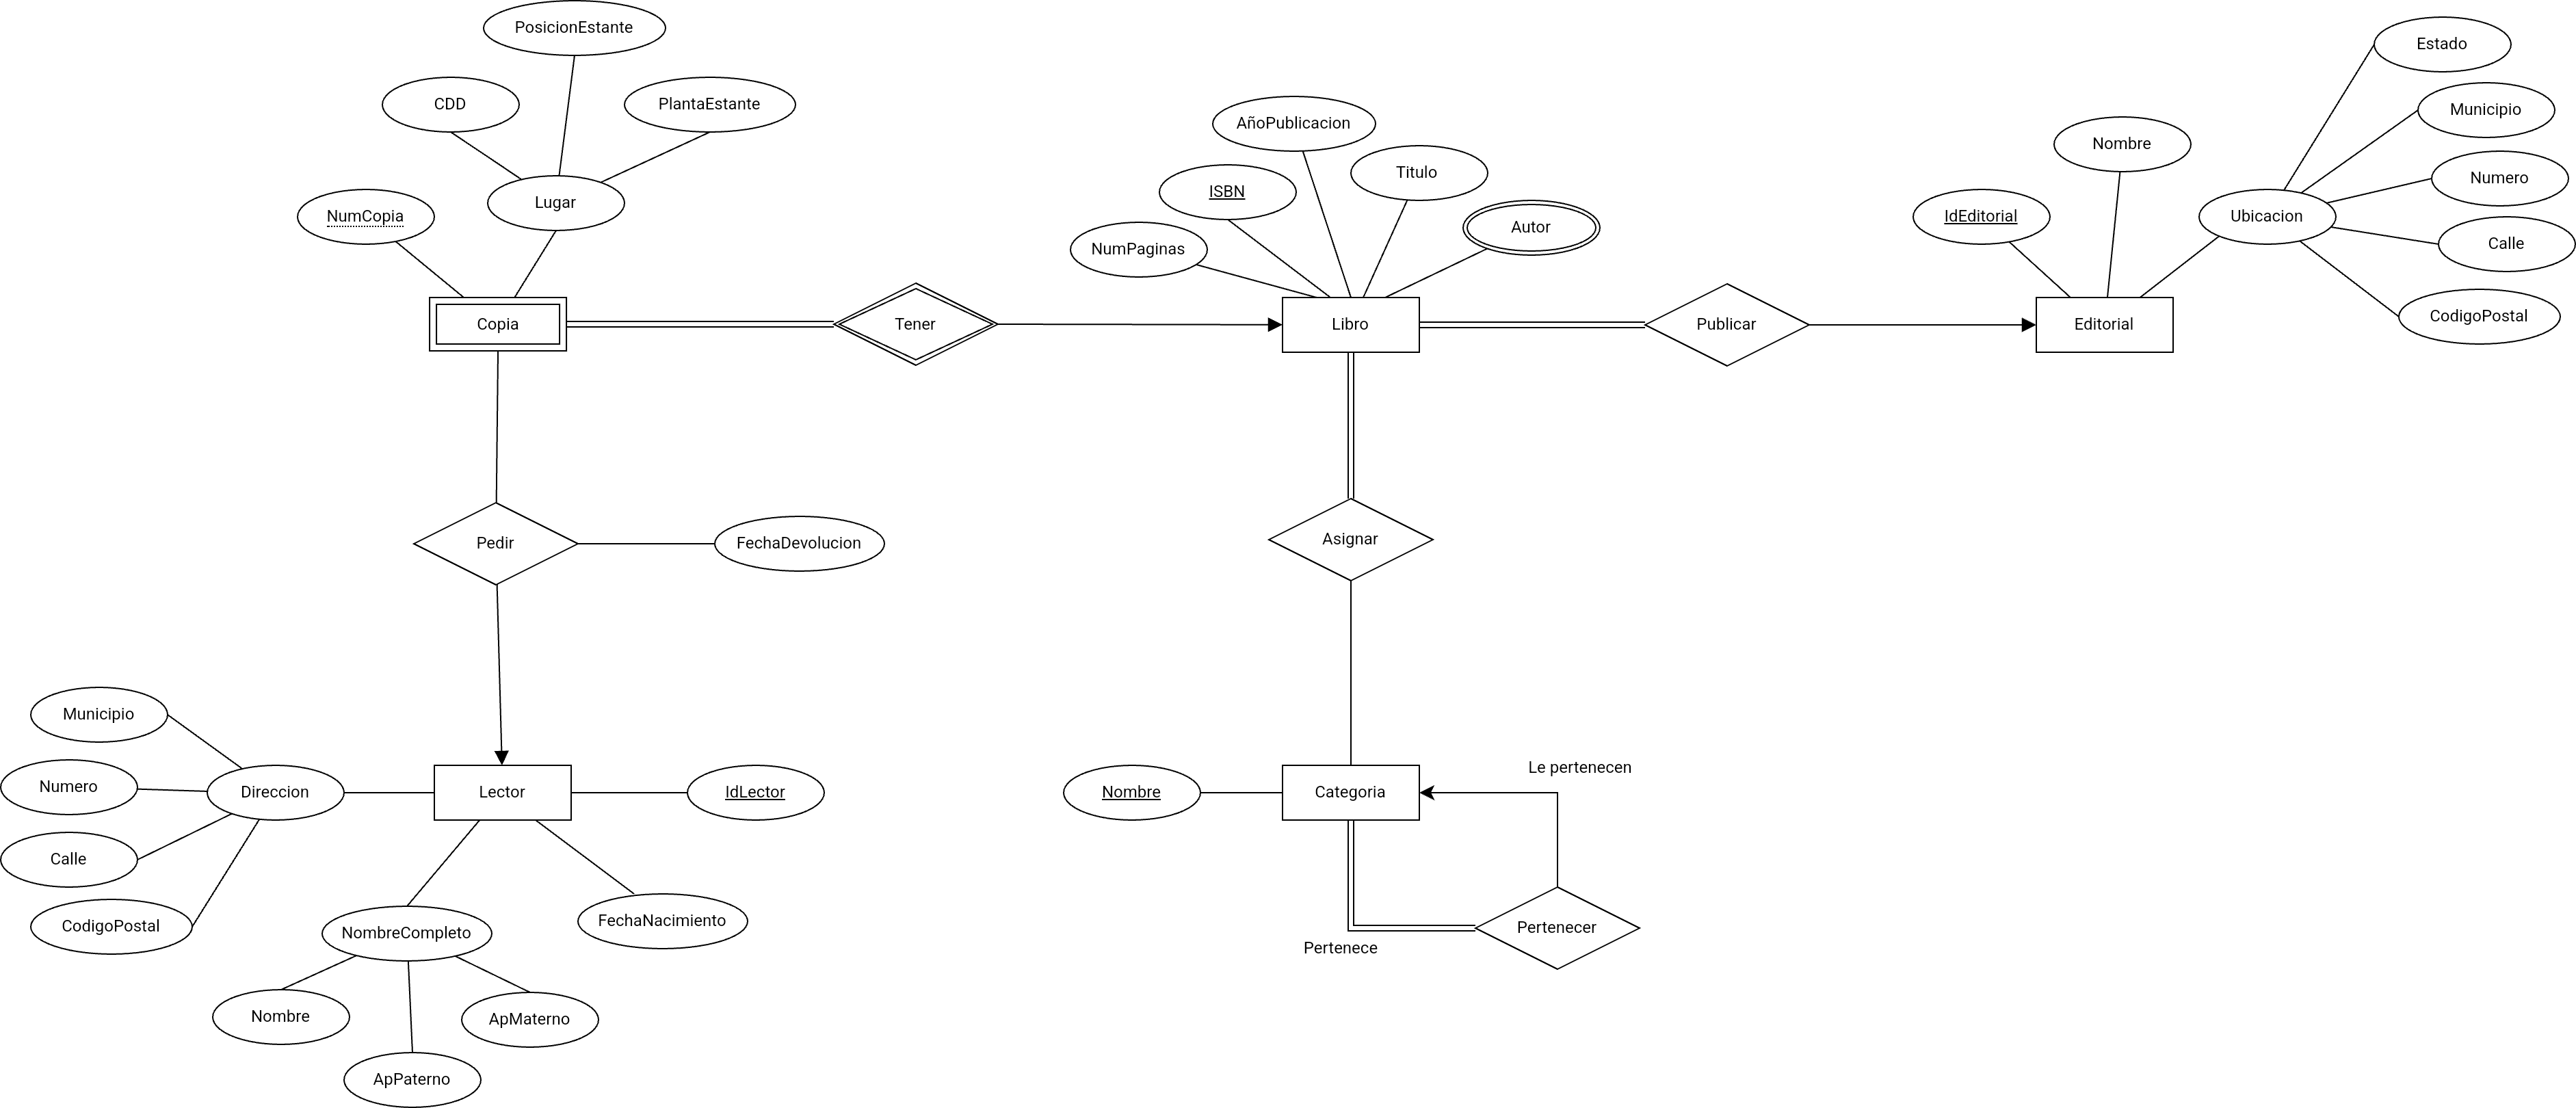 PosicionEstante
CDD
PlantaEstante
Lugar
NumCopia
Copia
Tener
AñoPublicacion
Titulo
ISBN
Autor
NumPaginas
Libro
Publicar
Estado
Municipio
Nombre
Numero
IdEditorial
Ubicacion
Calle
CodigoPostal
Editorial
Pedir
FechaDevolucion
Asignar
Municipio
Numero
Direccion
Calle
CodigoPostal
Lector
IdLector
NombreCompleto
FechaNacimiento
Nombre
ApMaterno
ApPaterno
Nombre
Categoria
Le pertenecen
Pertenece
Pertenecer